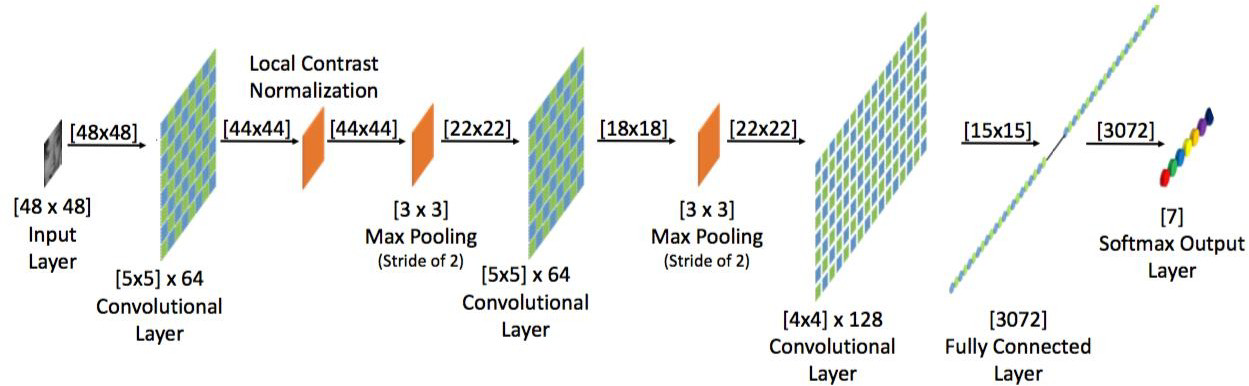 Local Contrast
Normalization
[48x48]
[44x44]
[44x44]
[22x22]
[18x18]
[22x22]
[15x15]
[3072]
[48 x 48]
Input
Layer
[5x5] x 64
Convolutional
Layer
[3 x 3]
Max Pooling
(Stride of 2)
[5x5] x 64
Convolutional
Layer
[3 x 3]
Max Pooling
(Stride of 2)
[4x4] x 128
Convolutional
Layer
[3072]
Fully Connected
Layer
[7]
Softmax Output
Layer